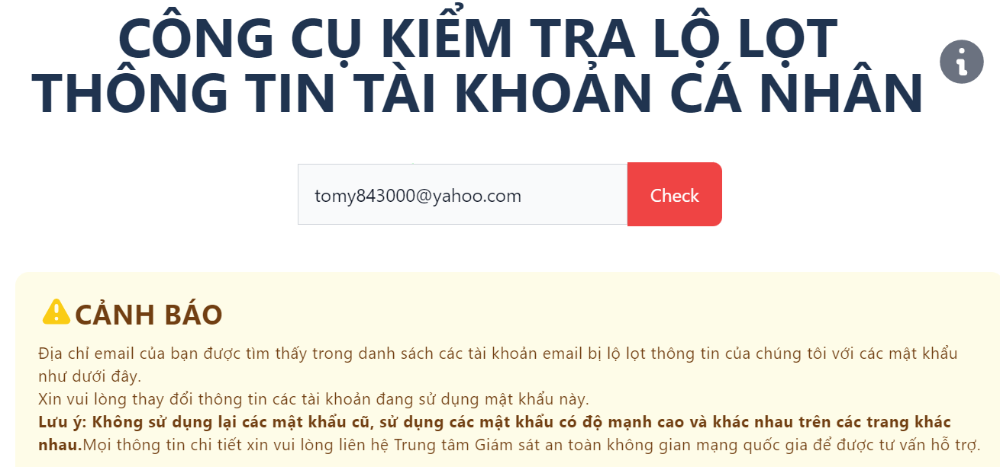 CÔNG CỤ KIỂM TRA LỘ LỌT
THÔNG TIN TÀI KHOẢN CÁ NHÂN
tomy843000@yahoo.com
Check
CẢNH BÁO
Địa chỉ email của bạn được tìm thấy trong danh sách các tài khoản email bị lộ lọt thông tin của chúng tôi với các mật khẩu
như dưới đây.
Xin vui lòng thay đổi thông tin các tài khoản đang sử dụng mật khẩu này.
Lưu ý: Không sử dụng lại các mật khẩu cũ, sử dụng các mật khẩu có độ mạnh cao và khác nhau trên các trang khác
nhau.Mọi thông tin chi tiết xin vui lòng liên hệ Trung tâm Giám sát an toàn không gian mạng quốc gia để được tư vấn hỗ trợ.